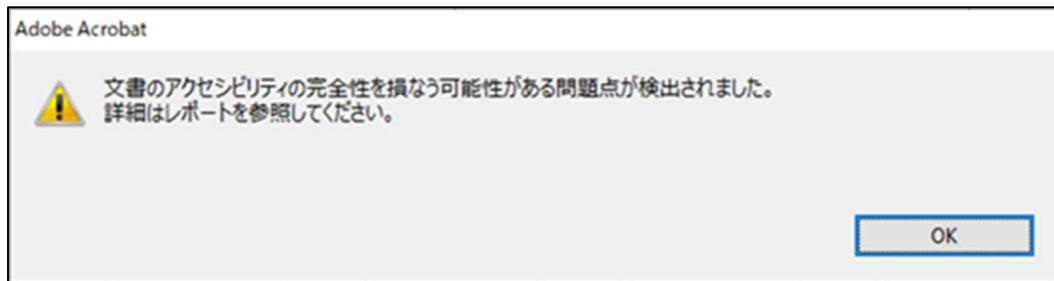 Adobe Acrobat
文書のアクセシビリティの完全性を損なう可能性がある問題点が検出されました。
詳細はレポートを参照してください。
OK